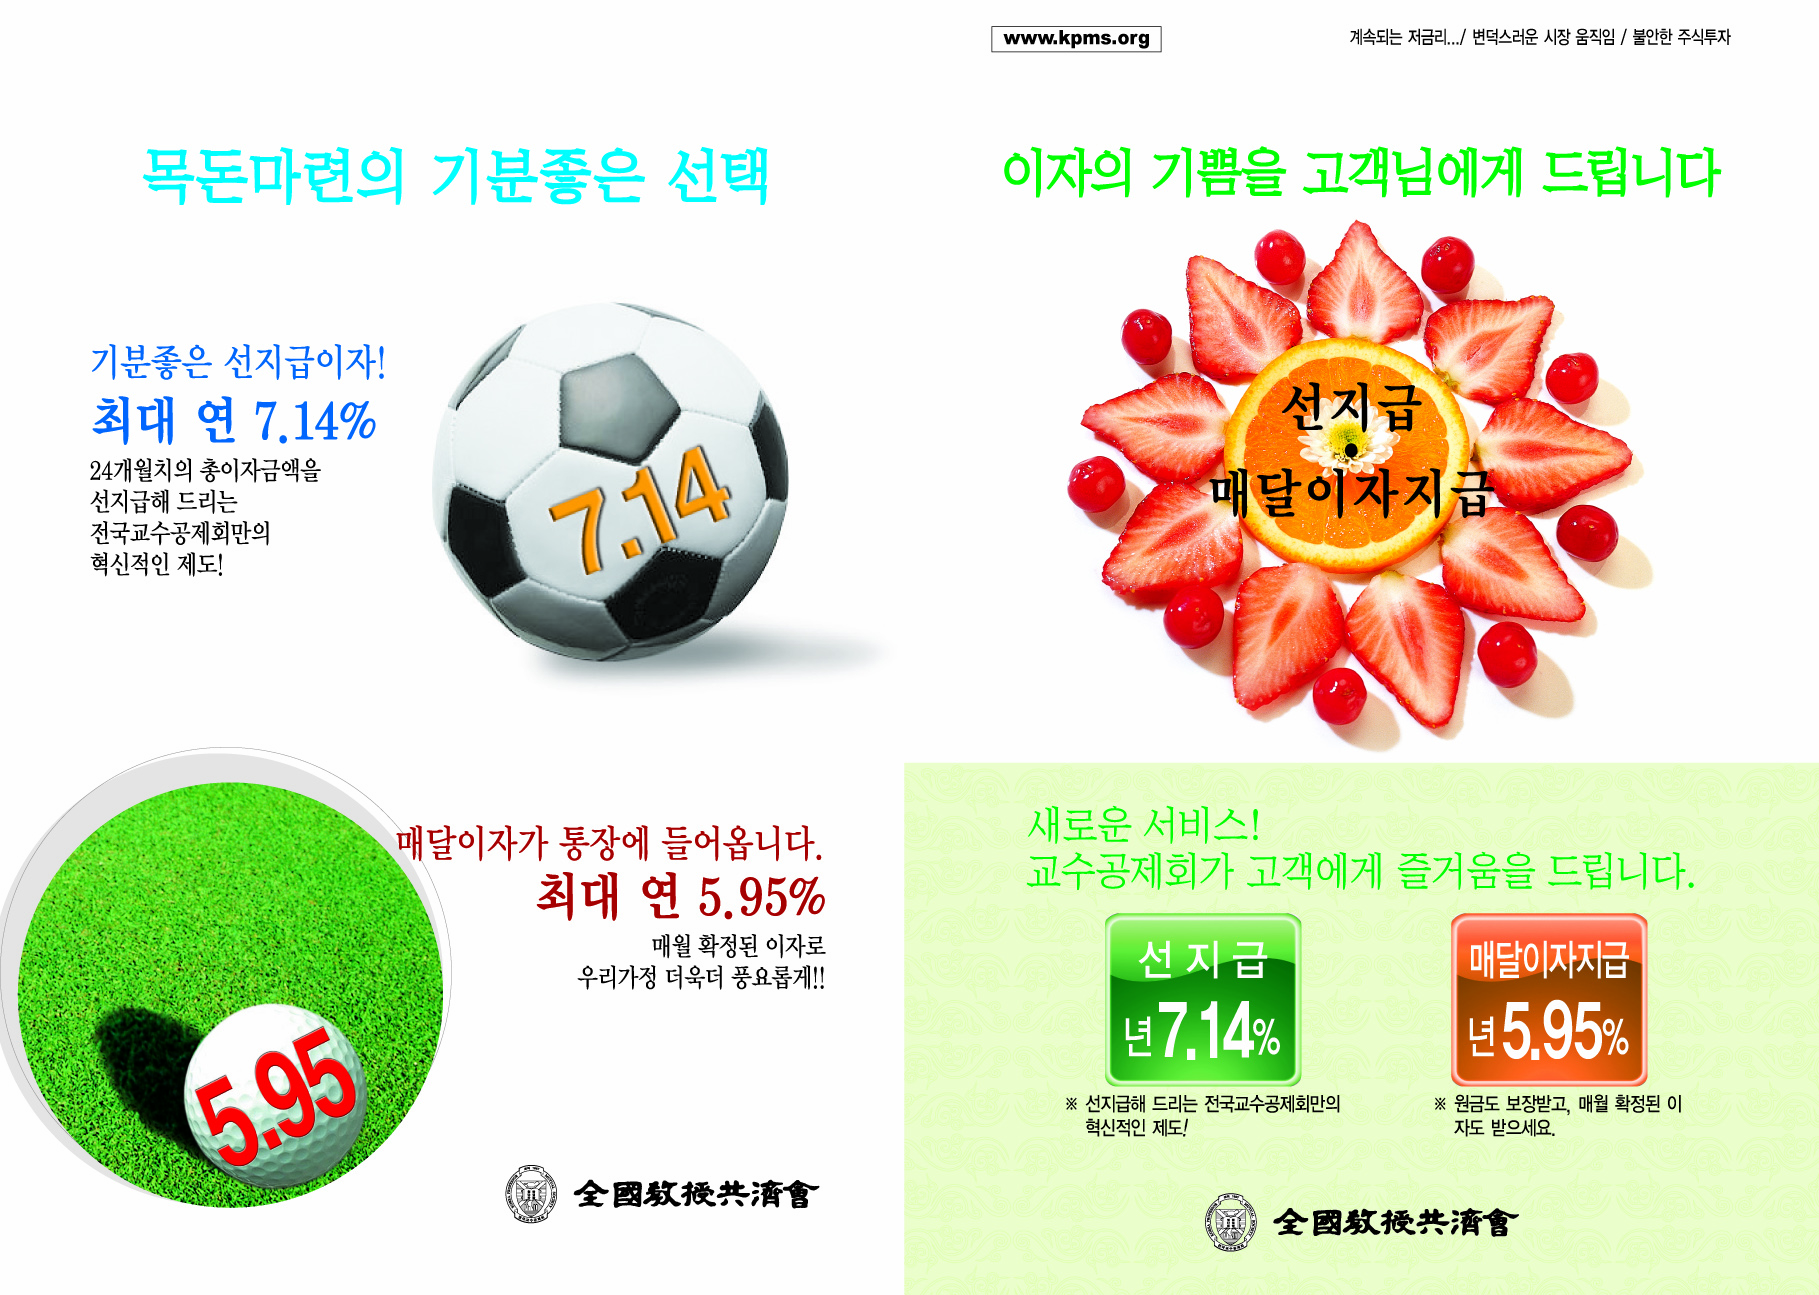 목돈마련의 기분좋은 선택
기분좋은 선지급이자!
최대 연 7.14%
24개월치의 총이자금액을
선지급해 드리는
전국교수공제회만의
혁신적인 제도!
7.14
매달이자가 통장에 들어옵니다.
최대 연 5.95%
매월 확정된 이자로
우리가정 더욱더 풍요롭게!!
5.95
全國敎授共濟會
www.kpms.org
계속되는 저금리.../ 변덕스러운 시장 움직임 / 불안한 주식투자
이자의 기쁨을 고객님에게 드립니다
선지급
•
매달이자지급
새로운 서비스!
교수공제회가 고객에게 즐거움을 드립니다.
선 지 급
년 7.14%
※ 선지급해 드리는 전국교수공제회만의
혁신적인 제도!
매달이자지급
년 5.95%
※ 원금도 보장받고, 매월 확정된 이
자도 받으세요.
全國敎授共濟會